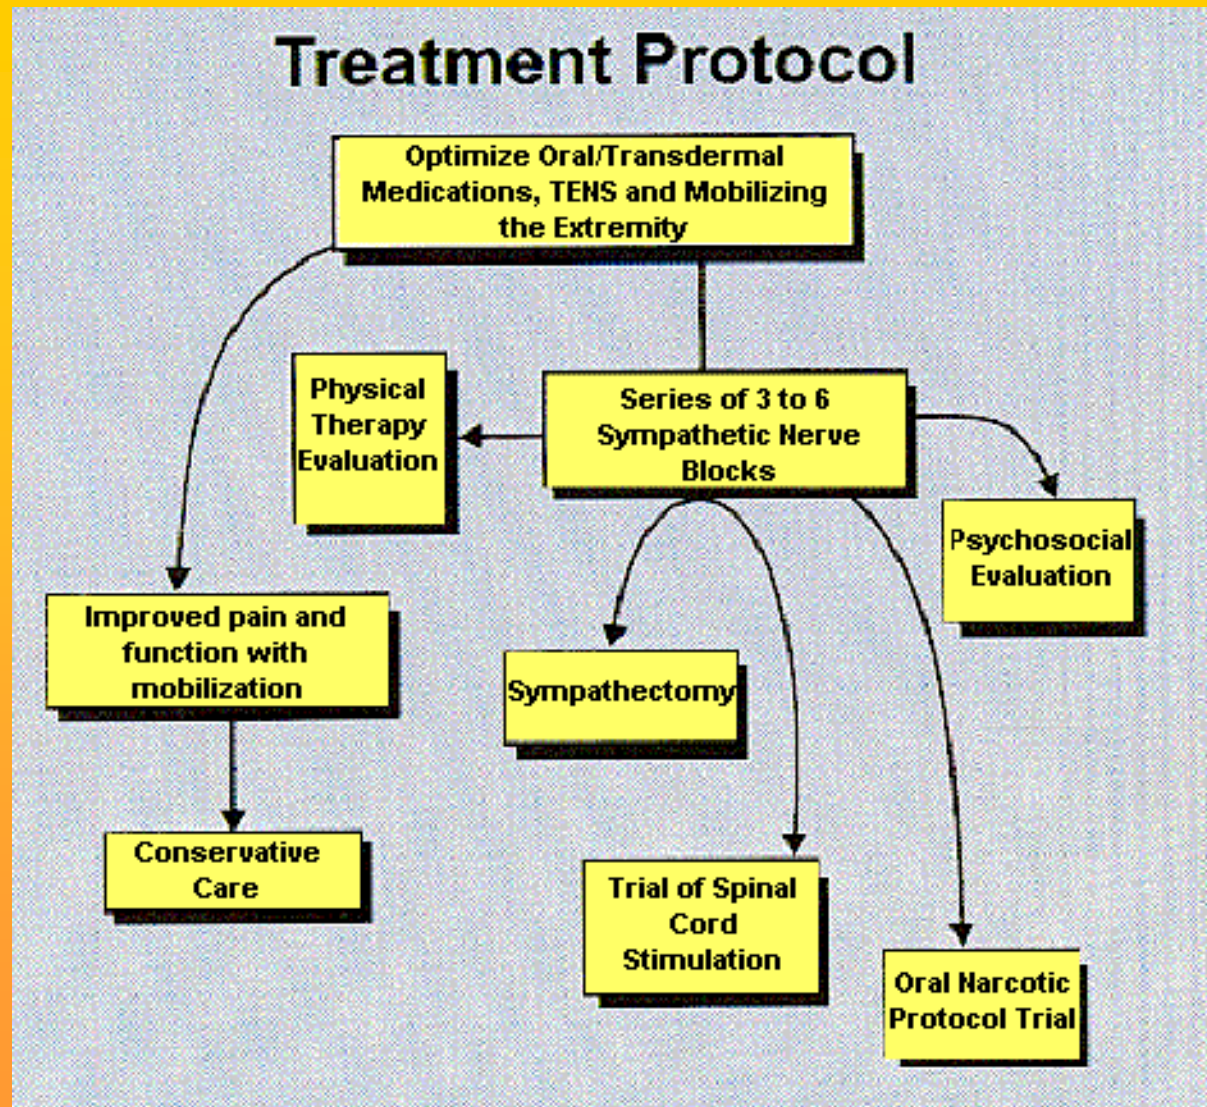 Treatment Protocol
Optimize Oral/Transdermal
Medications, TENS and Mobilizing
the Extremity
Physical
Therapy
Evaluation
Series of 3 to 6
Sympathetic Nerve
Blocks
Psychosocial
Evaluation
Improved pain and
function with
mobilization
Sympathectomy
Conservative
Care
Trial of Spinal
Cord
Stimulation
Oral Narcotic
Protocol Trial